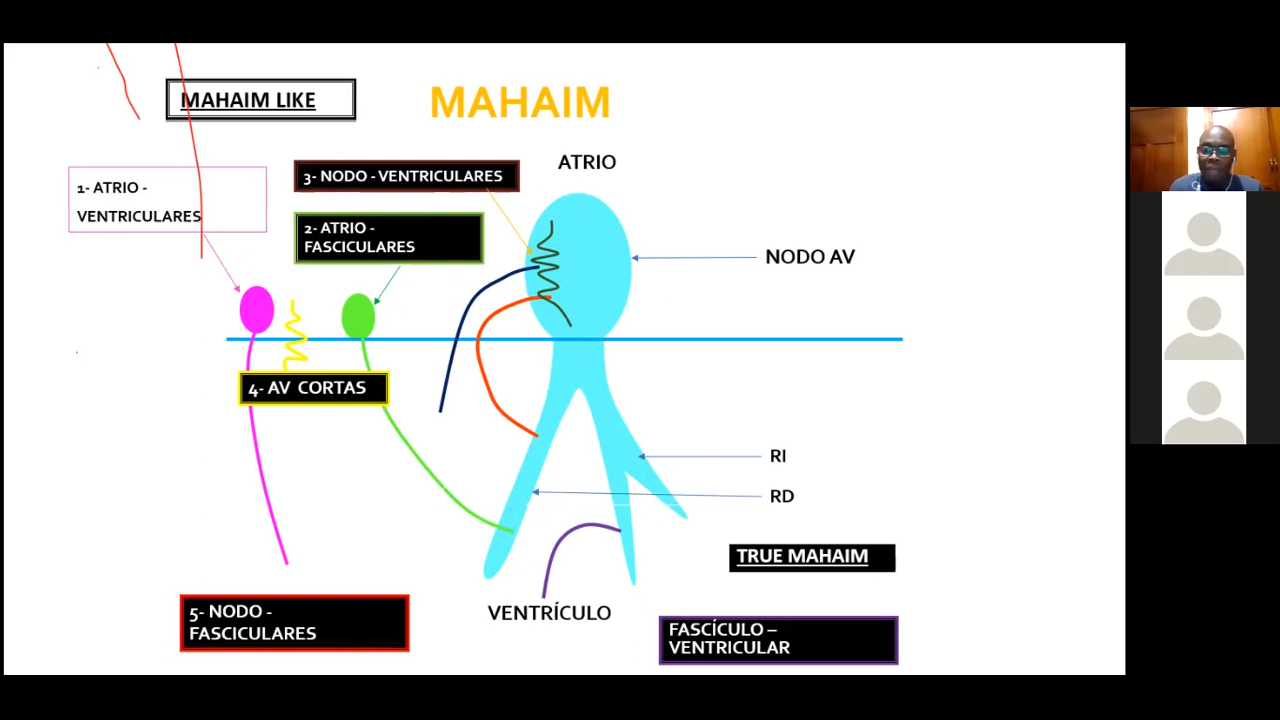 MAHAIM LIKE
MAHAIM
1- ATRIO -
VENTRICULARES
3- NODO - VENTRICULARES
ATRIO
2- ATRIO -
FASCICULARES
NODO AV
4- AV CORTAS
RI
RD
TRUE MAHAIM
5- NODO -
FASCICULARES
VENTRÍCULO
FASCÍCULO –
VENTRICULAR